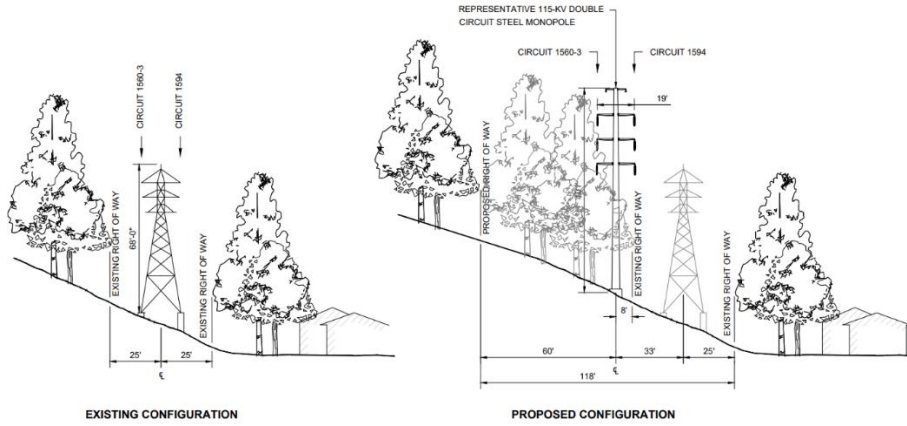 REPRESENTATIVE 115-KV DOUBLE
CIRCUIT STEEL MONOPOLE
CIRCUIT 1560-3
CIRCUIT 1594
CIRCUIT 1560-3
CIRCUIT 1594
19'
68'-0"
EXISTING RIGHT OF WAY
EXISTING RIGHT OF WAY
PROPOSED RIGHT OF WAY
EXISTING RIGHT OF WAY
EXISTING RIGHT OF WAY
8'
25'
25'
60'
33'
25'
℄
℄
118'
EXISTING CONFIGURATION
PROPOSED CONFIGURATION